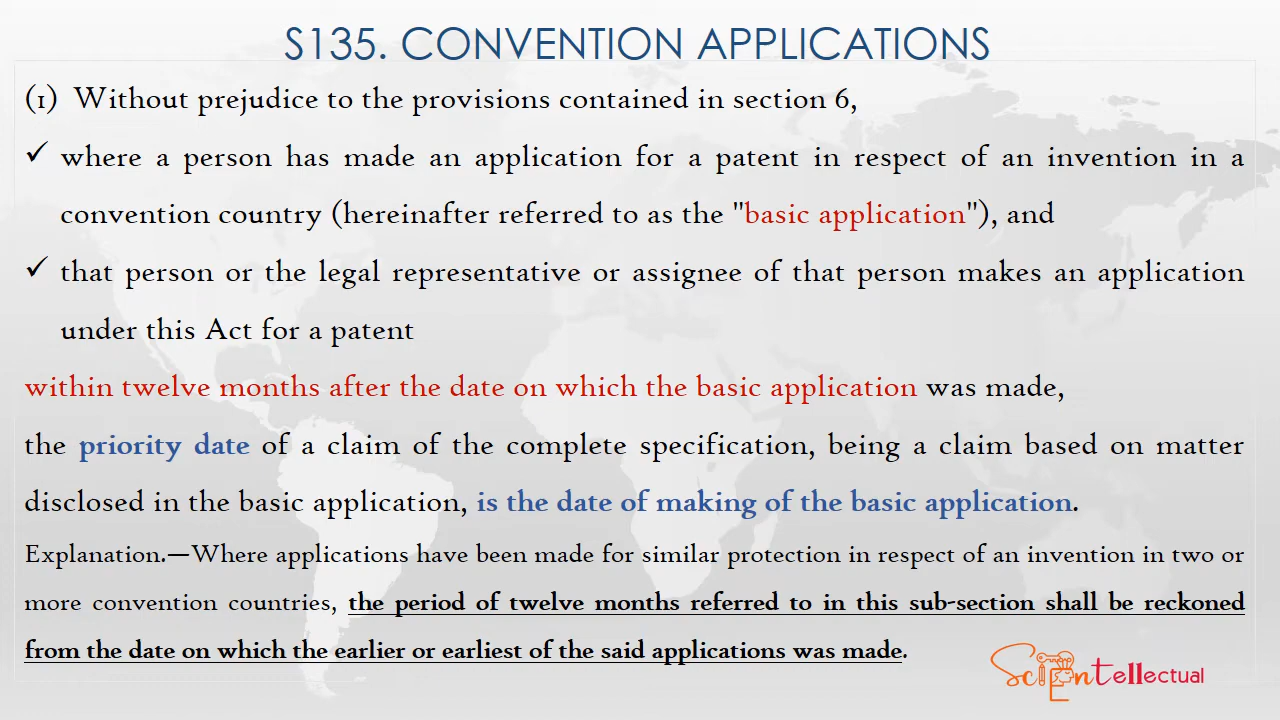 S135. CONVENTION APPLICATIONS
(1) Without prejudice to the provisions contained in section 6,
✓ where a person has made an application for a patent in respect of an invention in a
convention country (hereinafter referred to as the "basic application"), and
✓ that person or the legal representative or assignee of that person makes an application
under this Act for a patent
within twelve months after the date on which the basic application was made,
the priority date of a claim of the complete specification, being a claim based on matter
disclosed in the basic application, is the date of making of the basic application.
Explanation.—Where applications have been made for similar protection in respect of an invention in two or
more convention countries, the period of twelve months referred to in this sub-section shall be reckoned
from the date on which the earlier or earliest of the said applications was made.
Scientellectual